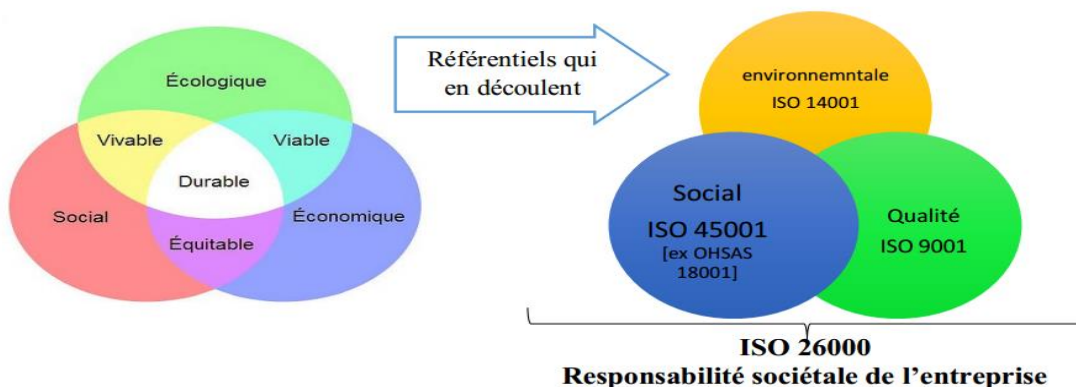 Écologique
Vivable
Viable
Durable
Social
Économique
Équitable
Référentiels qui
en découlent
environnemntale
ISO 14001
Social
ISO 45001
[ex OHSAS
18001]
Qualité
ISO 9001
ISO 26000
Responsabilité sociétale de l’entreprise